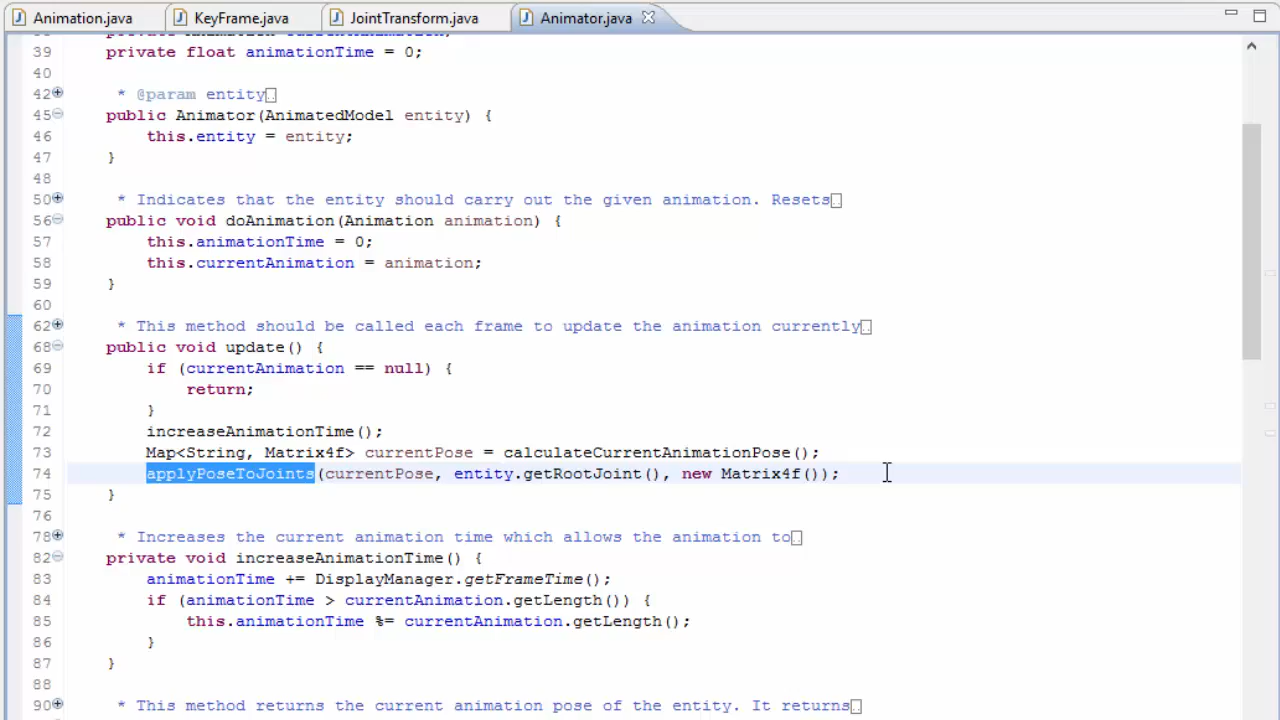 Animation.java KeyFrame.java JointTransform.java Animator.java
39 private float animationTime = 0;
40
42 * @param entity
45 public Animator(AnimatedModel entity) {
46 this.entity = entity;
47 }
48
50 * Indicates that the entity should carry out the given animation. Resets
56 public void doAnimation(Animation animation) {
57 this.animationTime = 0;
58 this.currentAnimation = animation;
59 }
60
62 * This method should be called each frame to update the animation currently
68 public void update() {
69 if (currentAnimation == null) {
70 return;
71 }
72 increaseAnimationTime();
73 Map<String, Matrix4f> currentPose = calculateCurrentAnimationPose();
74 applyPoseToJoints(currentPose, entity.getRootJoint(), new Matrix4f());
75 }
76
78 * Increases the current animation time which allows the animation to
82 private void increaseAnimationTime() {
83 animationTime += DisplayManager.getFrameTime();
84 if (animationTime > currentAnimation.getLength()) {
85 this.animationTime %= currentAnimation.getLength();
86 }
87 }
88
90 * This method returns the current animation pose of the entity. It returns